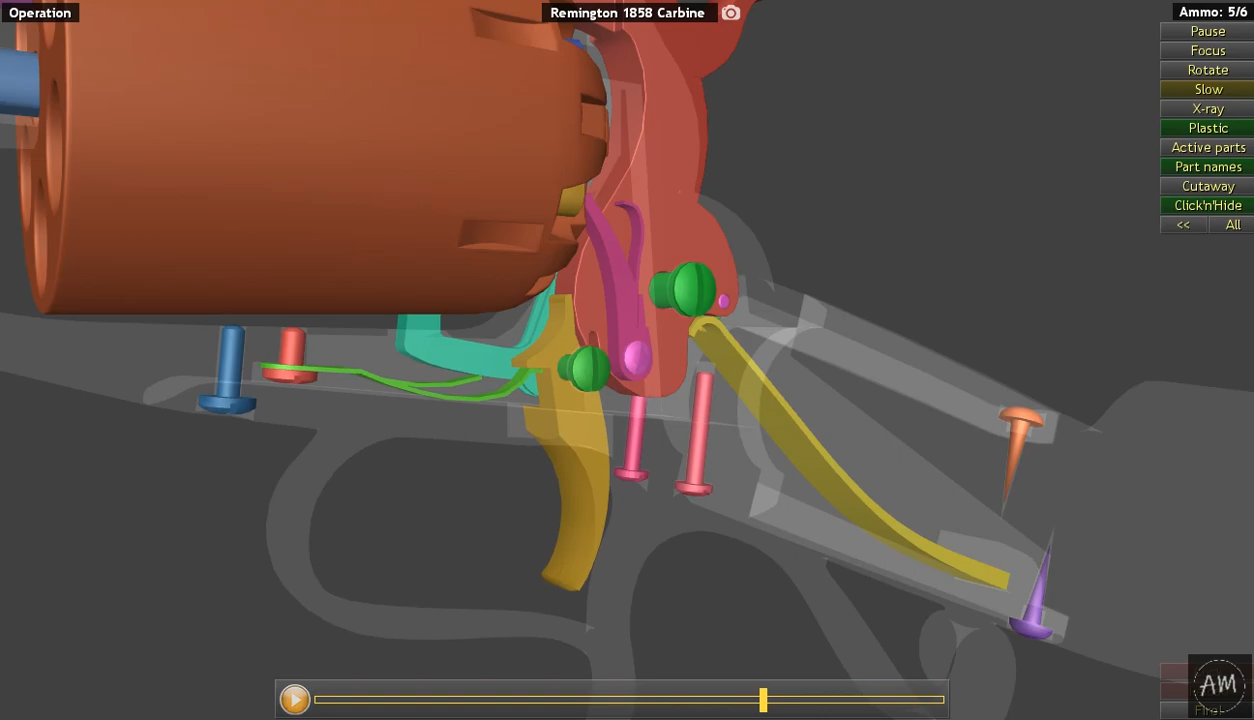 Operation
Remington 1858 Carbine
Ammo: 5/6
Pause
Focus
Rotate
Slow
X-ray
Plastic
Active parts
Part names
Cutaway
Click'n'Hide
<< All
AM